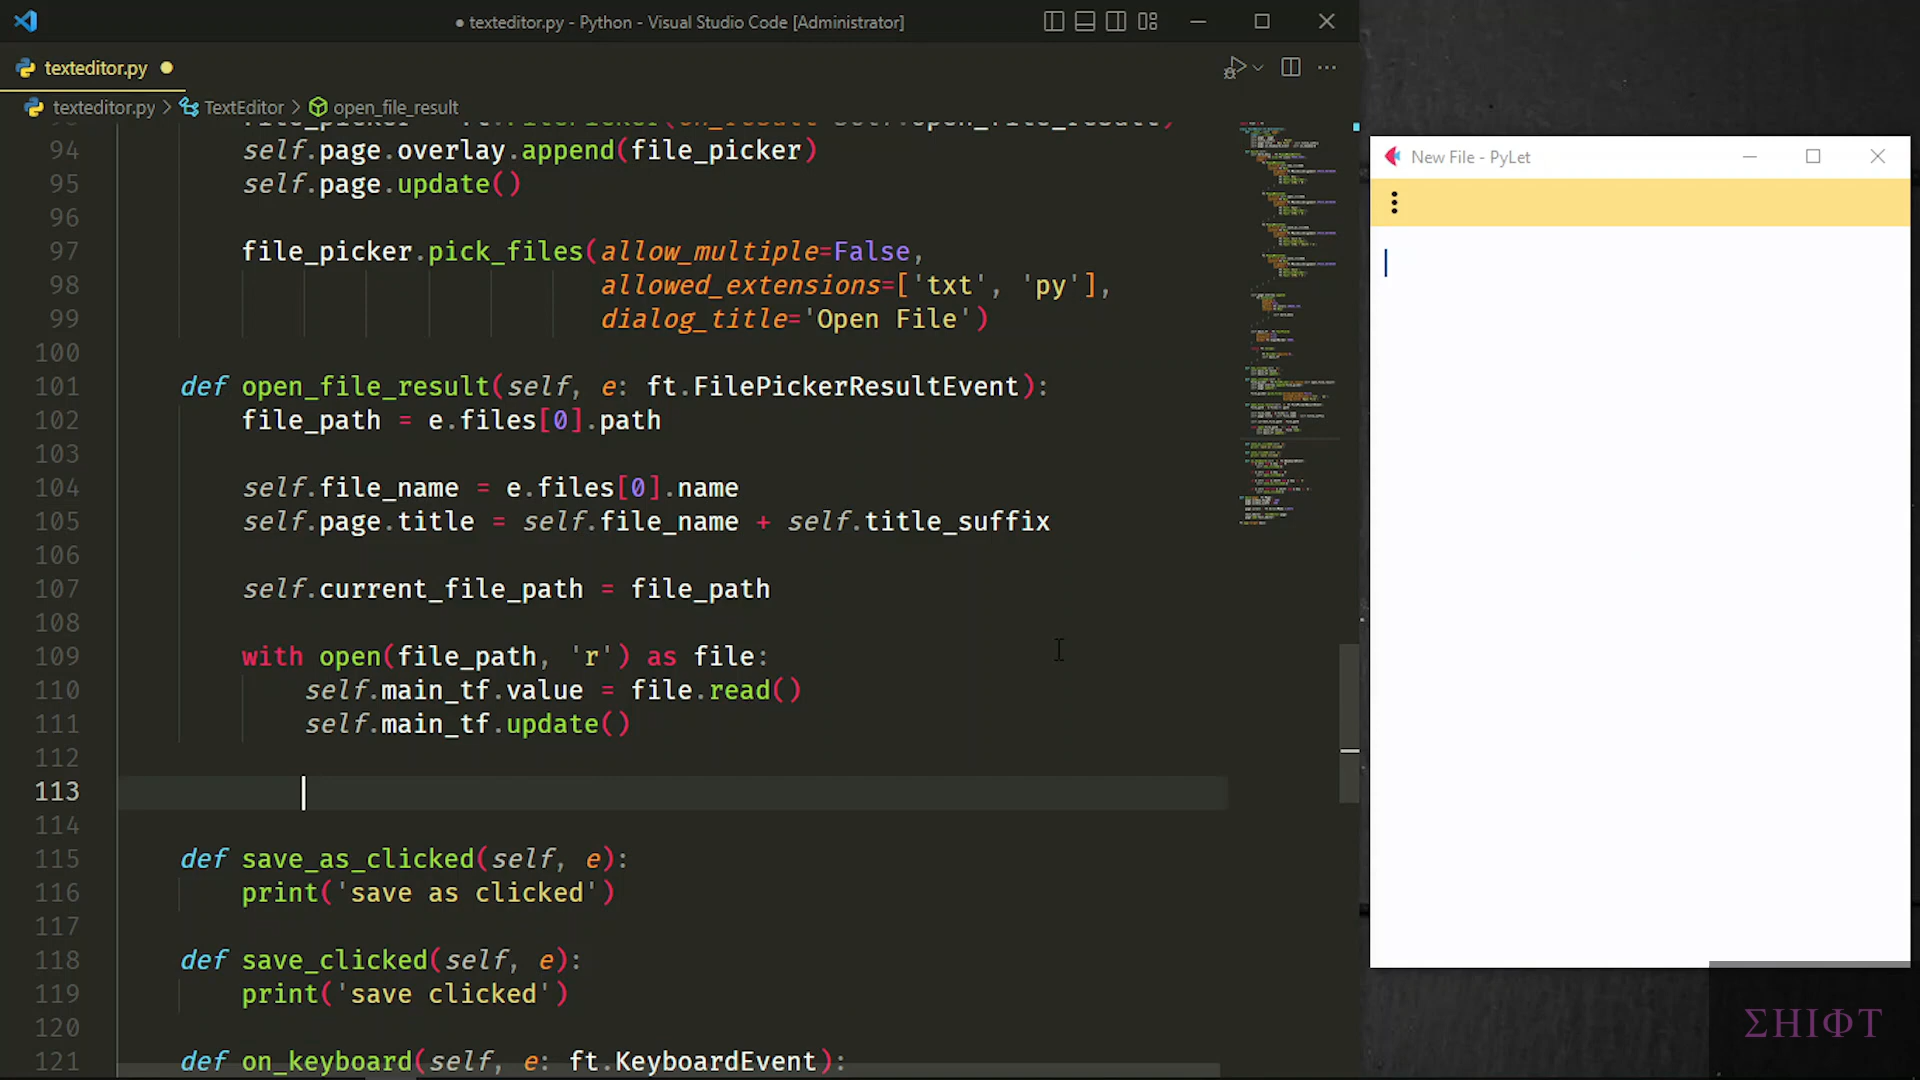 ● texteditor.py - Python - Visual Studio Code [Administrator]
texteditor.py ●
texteditor.py > TextEditor > open_file_result
94 self.page.overlay.append(file_picker)
95 self.page.update()
96
97 file_picker.pick_files(allow_multiple=False,
98 allowed_extensions=['txt', 'py'],
99 dialog_title='Open File')
100
101 def open_file_result(self, e: ft.FilePickerResultEvent):
102 file_path = e.files[0].path
103
104 self.file_name = e.files[0].name
105 self.page.title = self.file_name + self.title_suffix
106
107 self.current_file_path = file_path
108
109 with open(file_path, 'r') as file:
110 self.main_tf.value = file.read()
111 self.main_tf.update()
112
113
114
115 def save_as_clicked(self, e):
116 print('save as clicked')
117
118 def save_clicked(self, e):
119 print('save clicked')
120
121 def on_keyboard(self, e: ft.KeyboardEvent):
New File - PyLet
ΣHIΦT